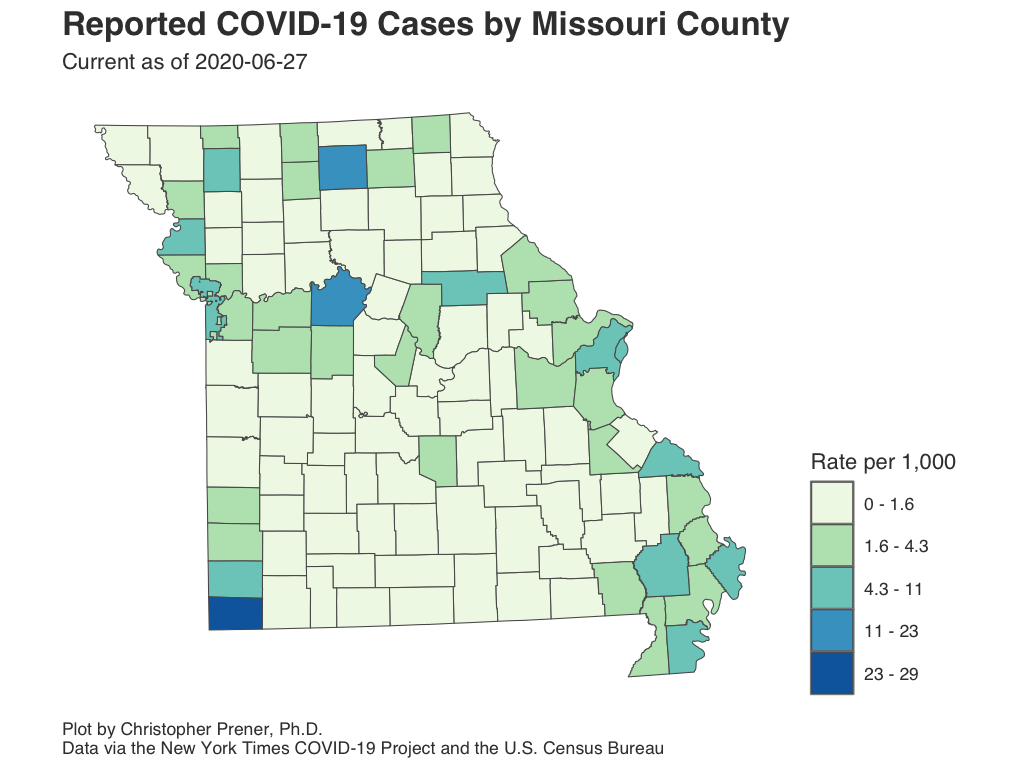 Reported COVID-19 Cases by Missouri County
Current as of 2020-06-27
Rate per 1,000
0 - 1.6
1.6 - 4.3
4.3 - 11
11 - 23
23 - 29
Plot by Christopher Prener, Ph.D.
Data via the New York Times COVID-19 Project and the U.S. Census Bureau